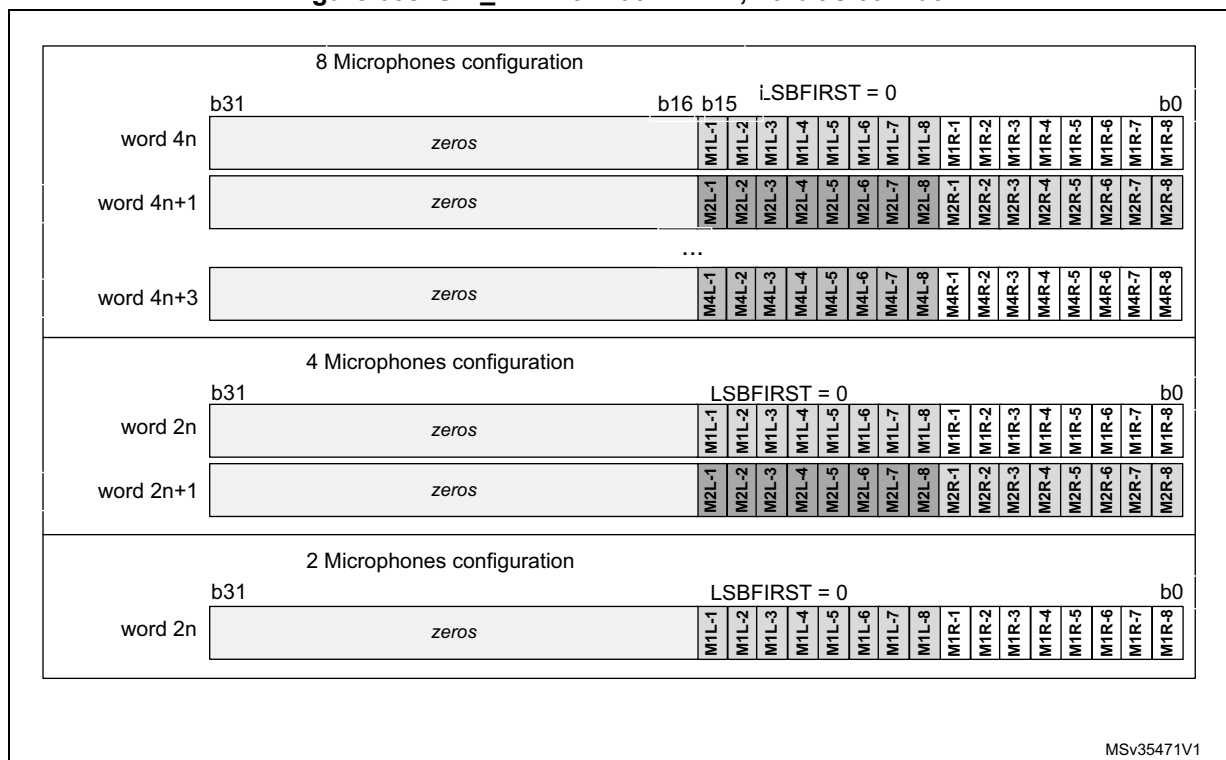 8 Microphones configuration
b31 b16 b15 LSBFIRST = 0 b0
word 4n zeros M1L-1 M1L-2 M1L-3 M1L-4 M1L-5 M1L-6 M1L-7 M1L-8 M1R-1 M1R-2 M1R-3 M1R-4 M1R-5 M1R-6 M1R-7 M1R-8
word 4n+1 zeros M2L-1 M2L-2 M2L-3 M2L-4 M2L-5 M2L-6 M2L-7 M2L-8 M2R-1 M2R-2 M2R-3 M2R-4 M2R-5 M2R-6 M2R-7 M2R-8
...
word 4n+3 zeros M4L-1 M4L-2 M4L-3 M4L-4 M4L-5 M4L-6 M4L-7 M4L-8 M4R-1 M4R-2 M4R-3 M4R-4 M4R-5 M4R-6 M4R-7 M4R-8
4 Microphones configuration
b31 LSBFIRST = 0 b0
word 2n zeros M1L-1 M1L-2 M1L-3 M1L-4 M1L-5 M1L-6 M1L-7 M1L-8 M1R-1 M1R-2 M1R-3 M1R-4 M1R-5 M1R-6 M1R-7 M1R-8
word 2n+1 zeros M2L-1 M2L-2 M2L-3 M2L-4 M2L-5 M2L-6 M2L-7 M2L-8 M2R-1 M2R-2 M2R-3 M2R-4 M2R-5 M2R-6 M2R-7 M2R-8
2 Microphones configuration
b31 LSBFIRST = 0 b0
word 2n zeros M1L-1 M1L-2 M1L-3 M1L-4 M1L-5 M1L-6 M1L-7 M1L-8 M1R-1 M1R-2 M1R-3 M1R-4 M1R-5 M1R-6 M1R-7 M1R-8
MSv35471V1